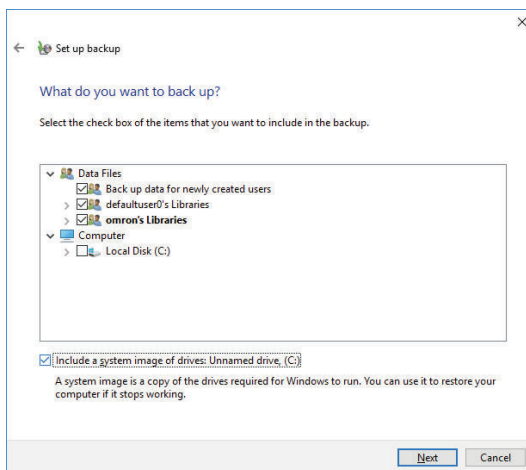 Set up backup
What do you want to back up?
Select the check box of the items that you want to include in the backup.
Data Files
Back up data for newly created users
defaultuser0's Libraries
omron's Libraries
Computer
Local Disk (C:)
Include a system image of drives: Unnamed drive, (C:)
A system image is a copy of the drives required for Windows to run. You can use it to restore your
computer if it stops working.
Next Cancel